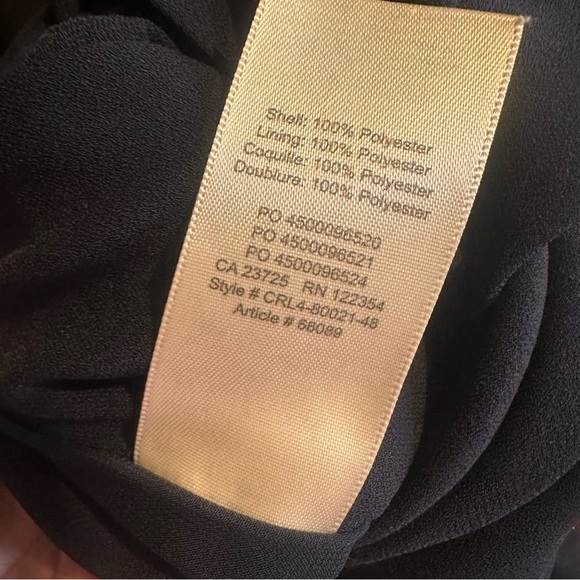 Shell: 100% Polyester
Lining: 100% Polyester
Coquille: 100% Polyester
Doublure: 100% Polyester
PO 4500096520
PO 4500096521
PO 4500096524
CA 23725 RN 122354
Style # CRL4-80021-48
Article # 68089